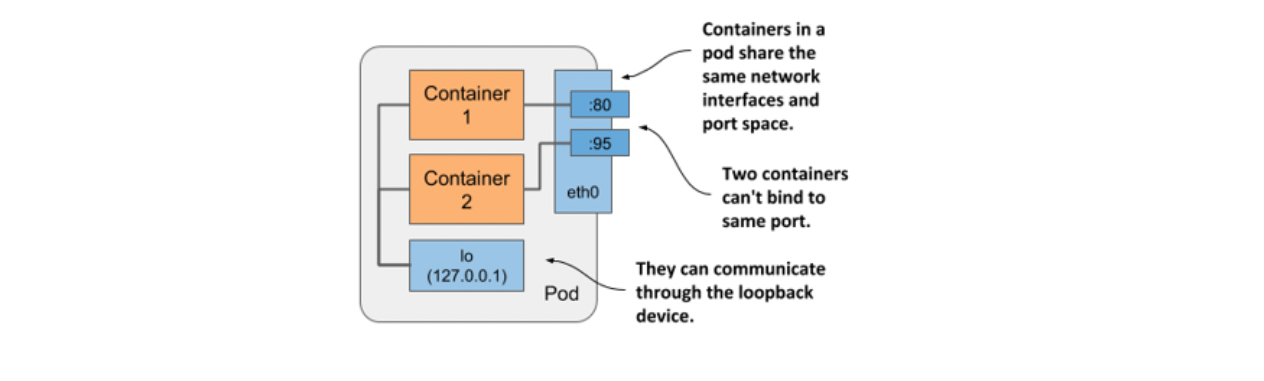 Containers in a
pod share the
same network
interfaces and
port space.
Container
1
:80
:95
Two containers
can't bind to
same port.
Container
2
eth0
lo
(127.0.0.1)
Pod
They can communicate
through the loopback
device.